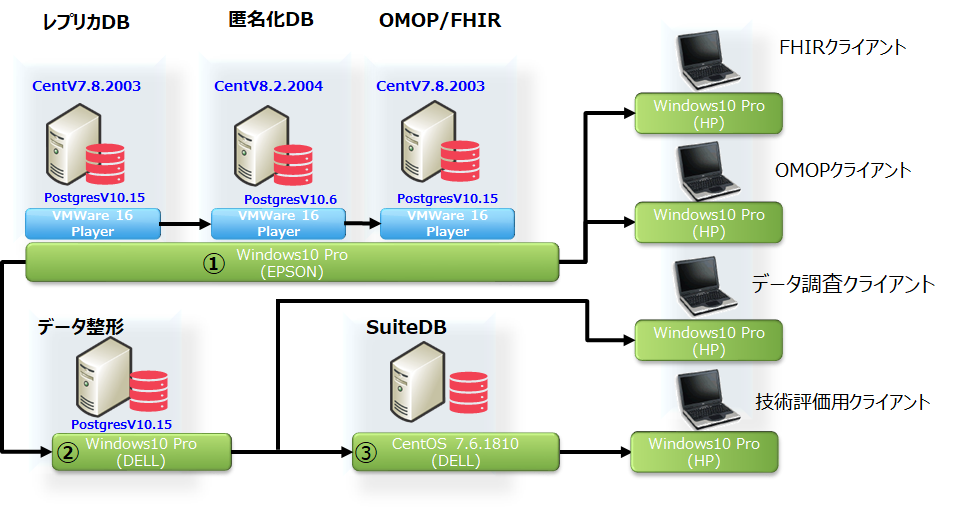 レプリカDB
匿名化DB
OMOP/FHIR
FHIRクライアント
CentV7.8.2003
CentV8.2.2004
CentV7.8.2003
Windows10 Pro
(HP)
OMOPクライアント
PostgresV10.15
PostgresV10.6
PostgresV10.15
VMWare 16
Player
VMWare 16
Player
VMWare 16
Player
Windows10 Pro
(HP)
① Windows10 Pro
(EPSON)
データ調査クライアント
データ整形
SuiteDB
Windows10 Pro
(HP)
技術評価用クライアント
PostgresV10.15
② Windows10 Pro
(DELL)
③ CentOS 7.6.1810
(DELL)
Windows10 Pro
(HP)